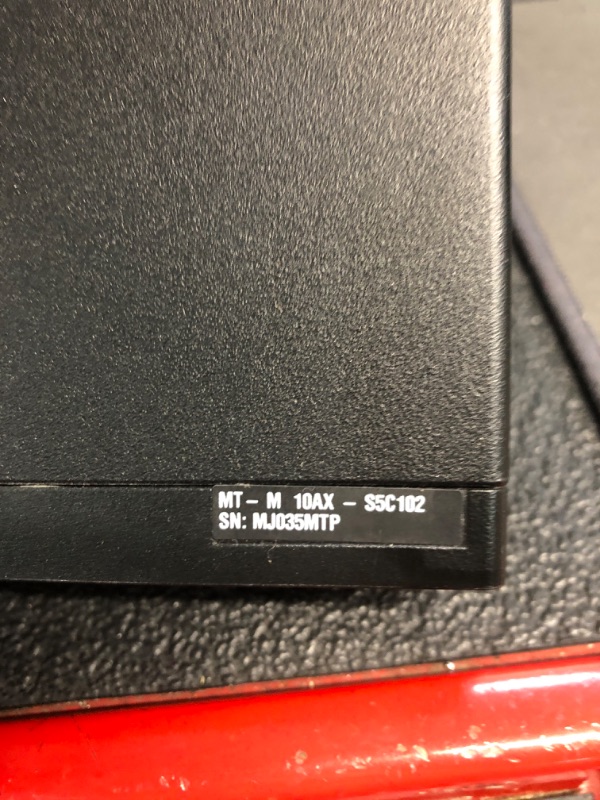 MT - M 10AX - S5C102
SN: MJ035MTP